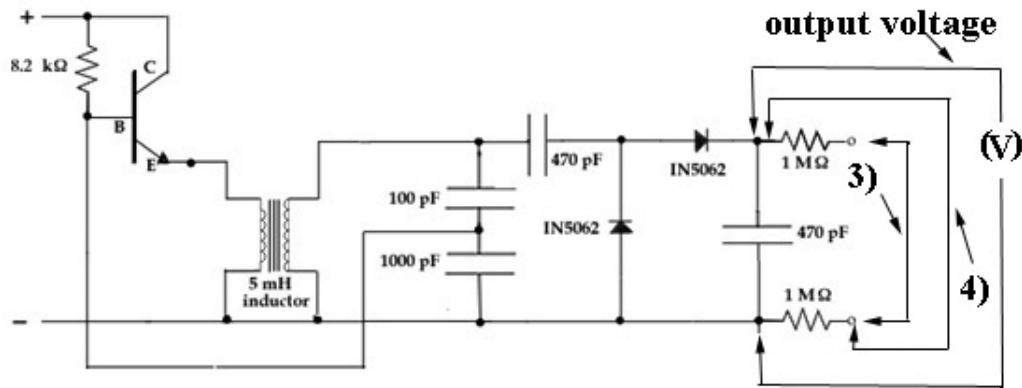 output voltage
+
8.2 kΩ
C
B
E
470 pF
IN5062
1 MΩ
(V)
3)
100 pF
IN5062
470 pF
1000 pF
4)
5 mH
inductor
1 MΩ
−